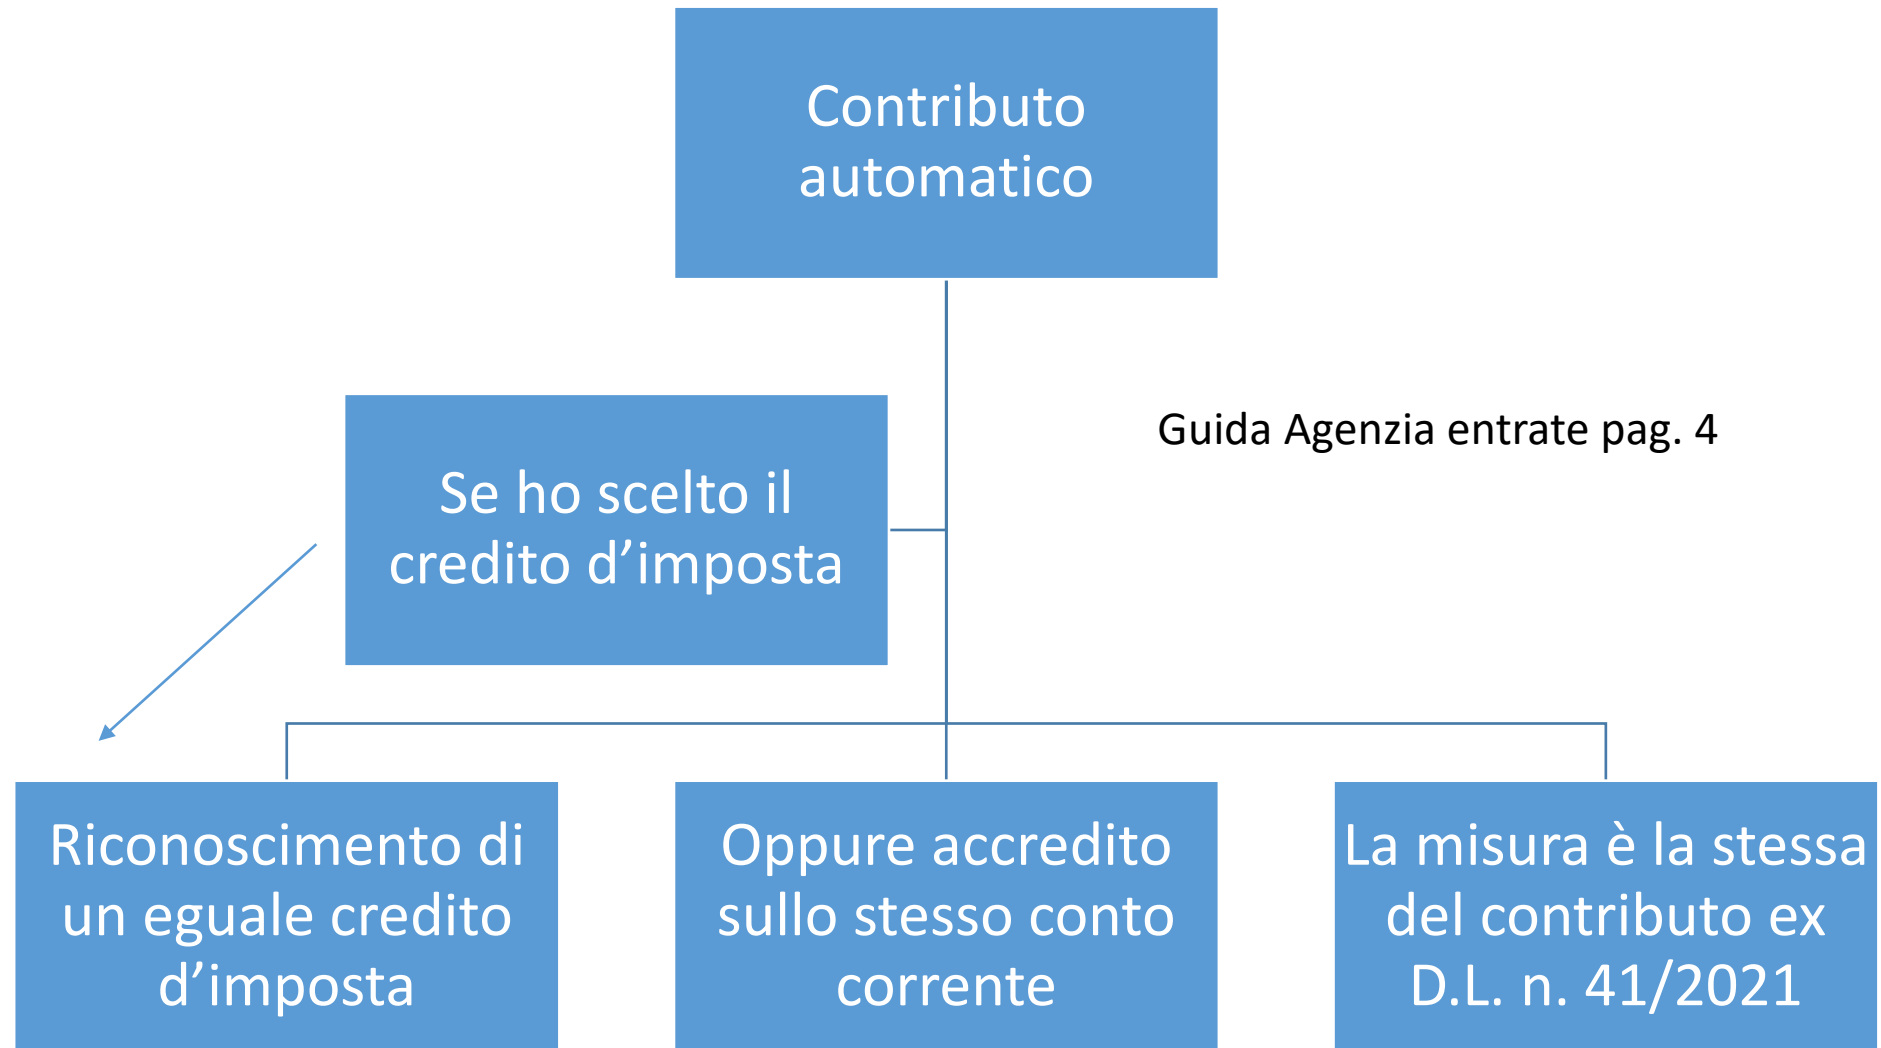 Contributo
automatico
Guida Agenzia entrate pag. 4
Se ho scelto il
credito d’imposta
Riconoscimento di
un eguale credito
d’imposta
Oppure accredito
sullo stesso conto
corrente
La misura è la stessa
del contributo ex
D.L. n. 41/2021